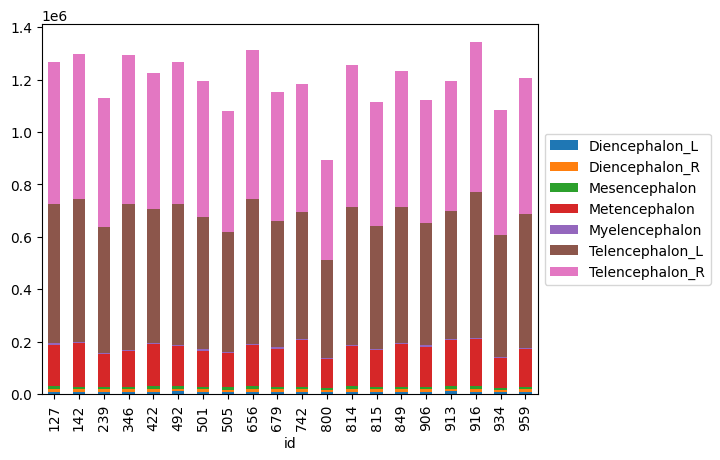 1e6
1.4
1.2
1.0
0.8
0.6
0.4
0.2
0.0
127 142 239 346 422 492 501 505 656 679 742 800 814 815 849 906 913 916 934 959
id
Diencephalon_L
Diencephalon_R
Mesencephalon
Metencephalon
Myelencephalon
Telencephalon_L
Telencephalon_R